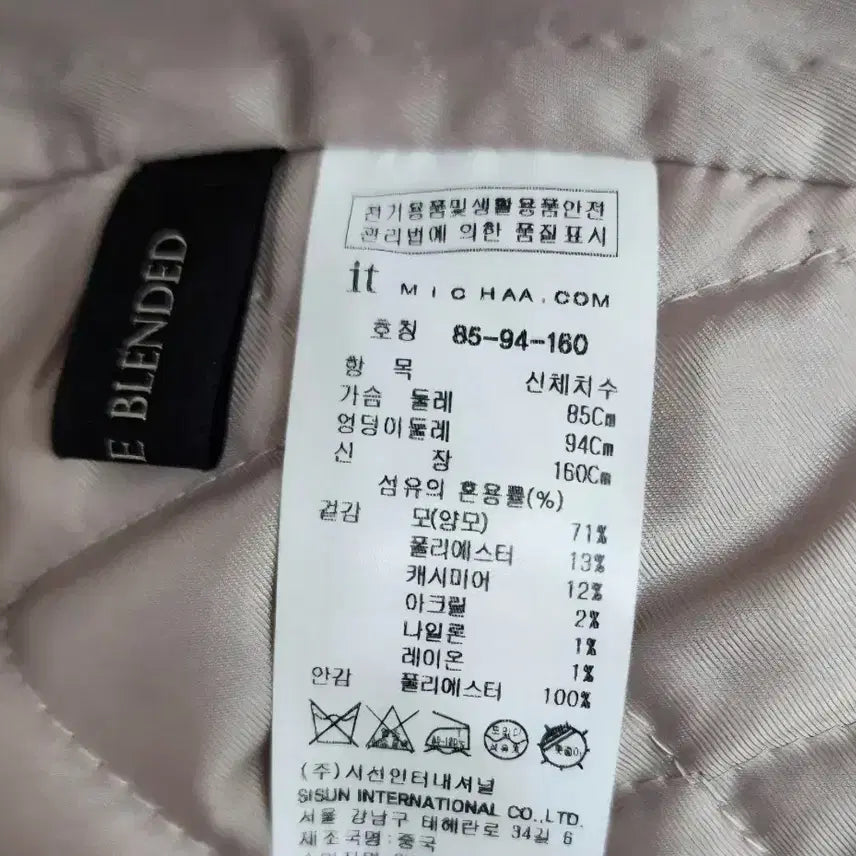 E BLENDED
전기용품및생활용품안전
관리법에 의한 품질표시
it MICHAA.COM
호칭 85-94-160
항 목 신체치수
가슴 둘레 85Cm
엉덩이둘레 94Cm
신 장 160Cm
섬유의 혼용률(%)
겉감 모(양모) 71%
폴리에스터 13%
캐시미어 12%
아크릴 2%
나일론 1%
레이온 1%
안감 폴리에스터 100%
드라이
(주)시선인터내셔널
SISUN INTERNATIONAL CO.,LTD.
서울 강남구 테헤란로 34길 6
제조국명:중국